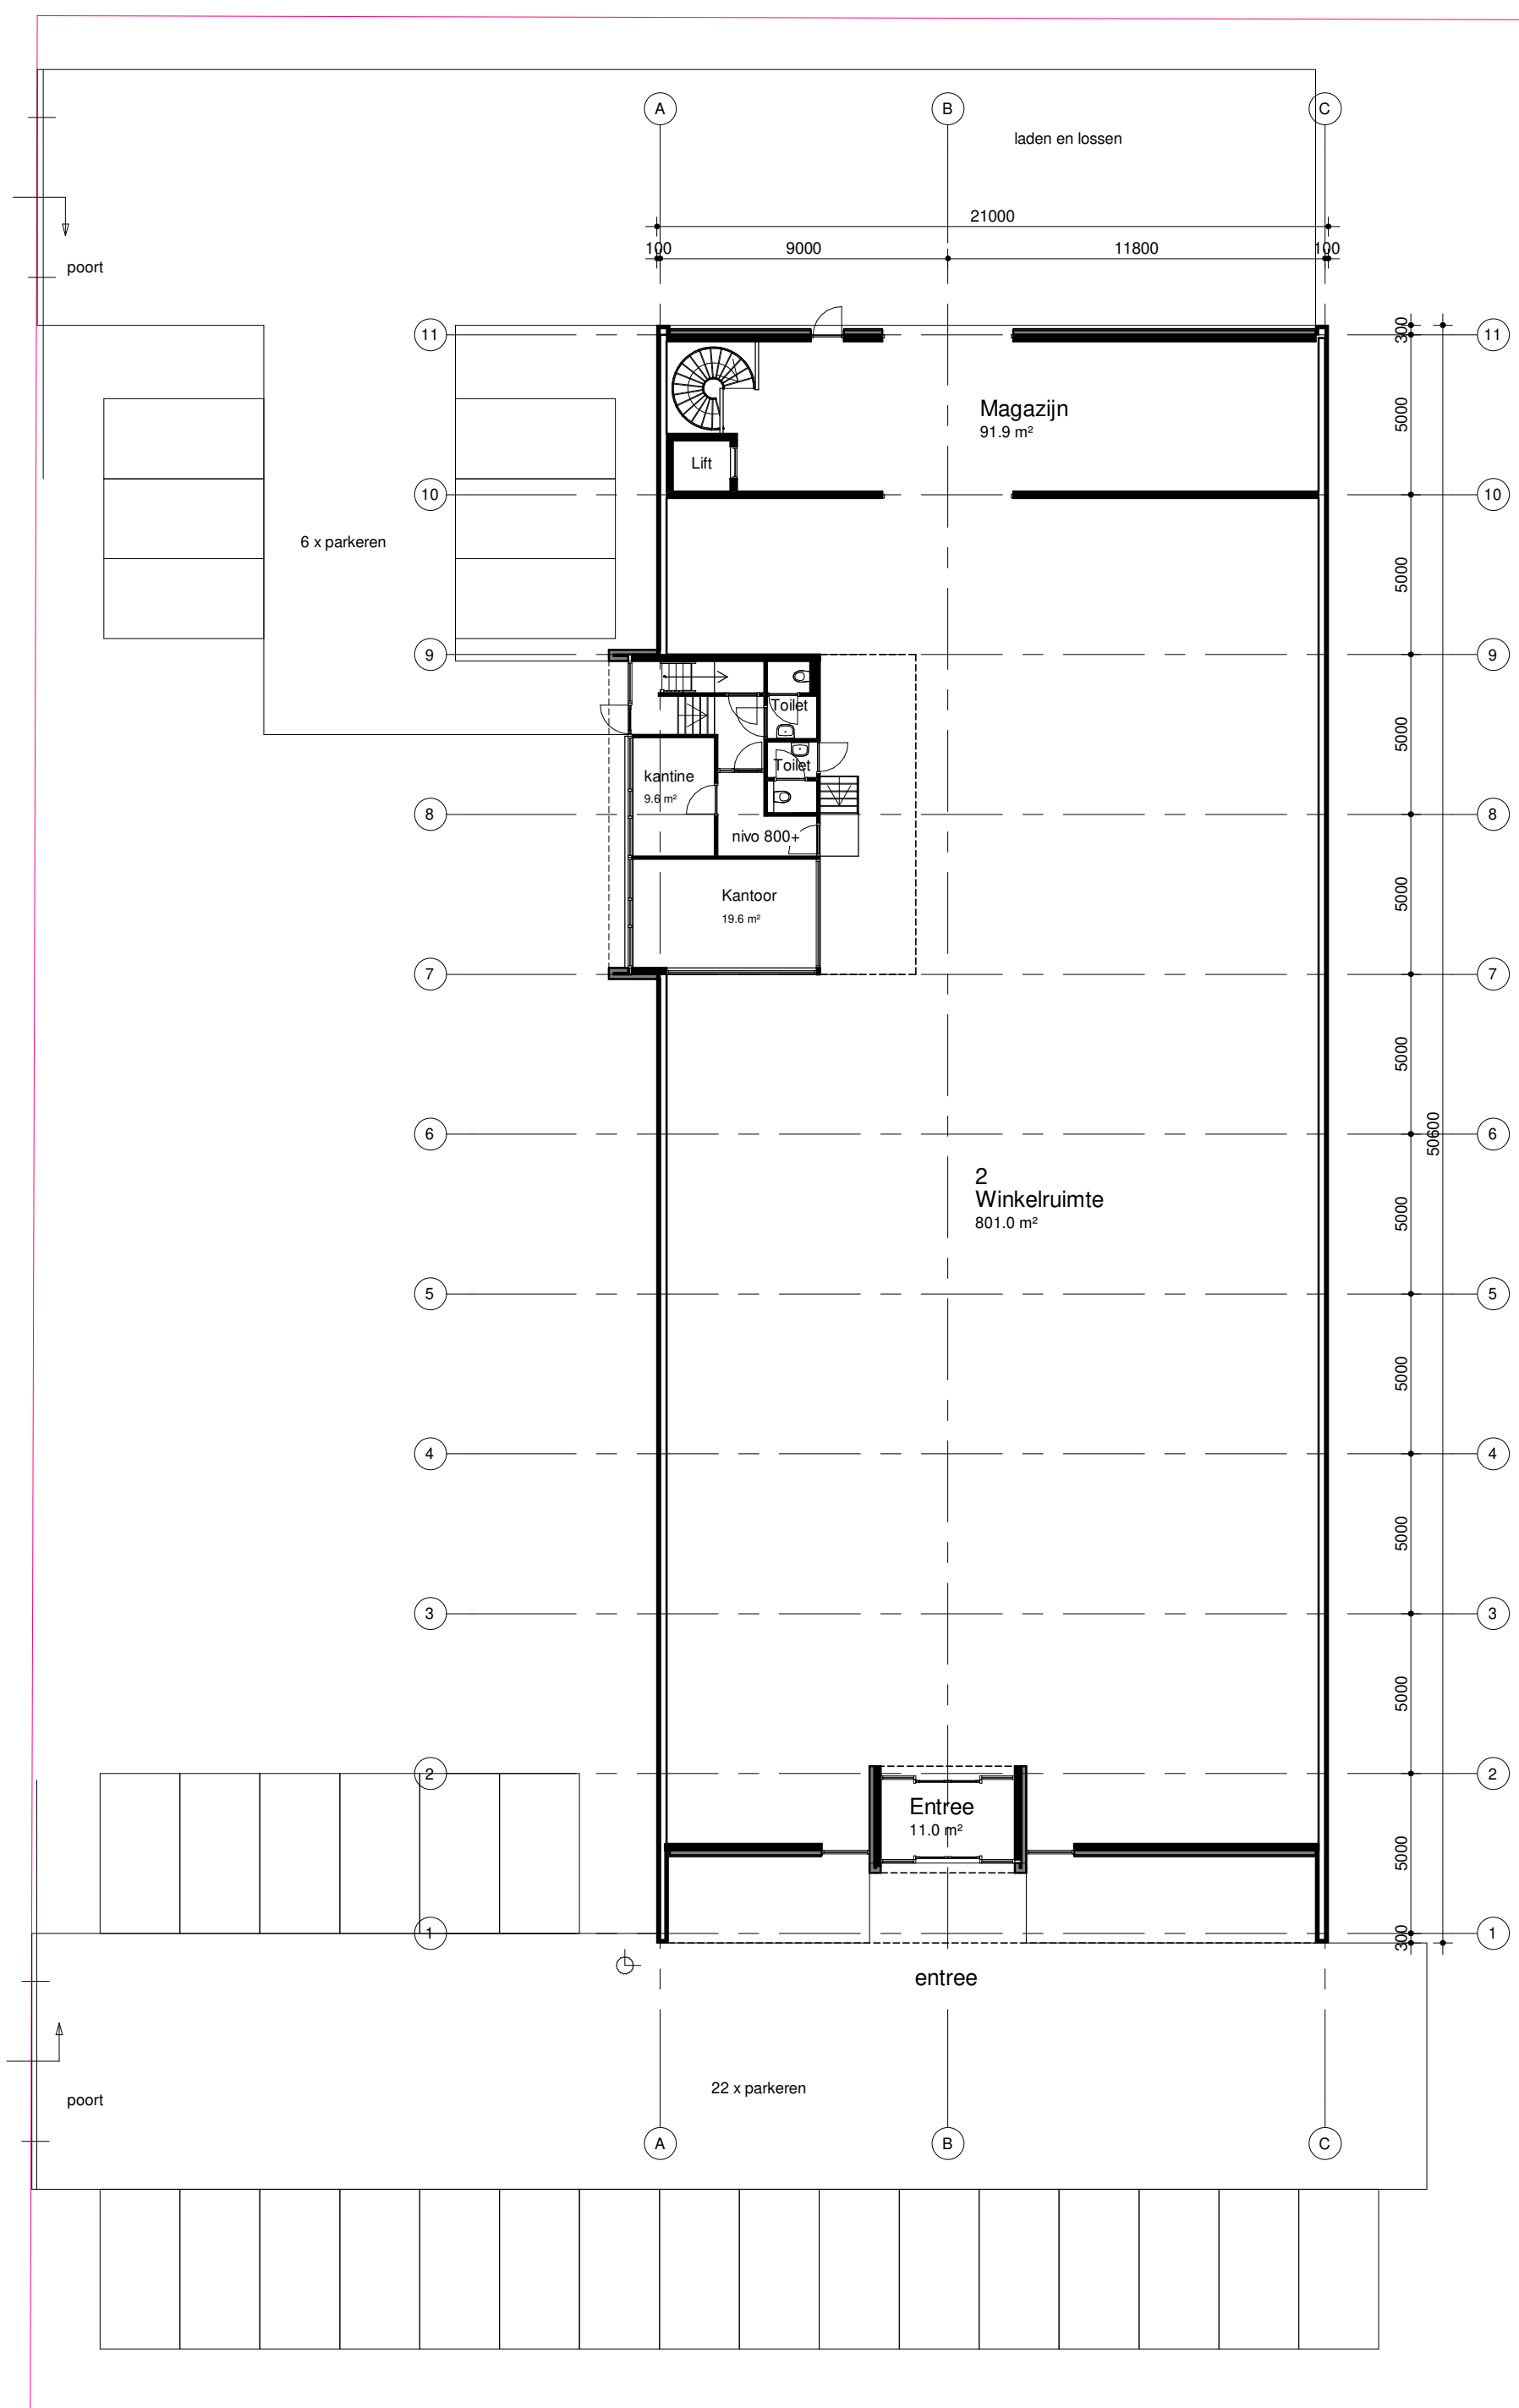 A
B
C
laden en lossen
21000
100
9000
11800
100
poort
11
300
11
Magazijn
91.9 m²
5000
Lift
10
10
6 x parkeren
5000
9
9
Toilet
5000
Toilet
kantine
9.6 m²
8
8
nivo 800+
Kantoor
19.6 m²
5000
7
7
5000
6
50600
6
2
Winkelruimte
801.0 m²
5000
5
5
5000
4
4
5000
3
3
5000
2
2
Entree
11.0 m²
5000
1
300
1
entree
poort
22 x parkeren
A
B
C